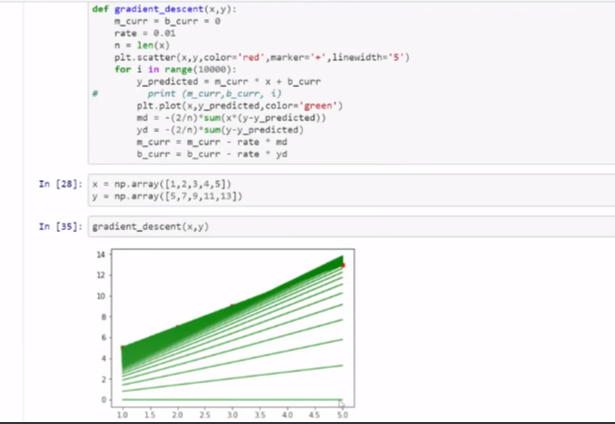 def gradient_descent(x,y):
    m_curr = b_curr = 0
    rate = 0.01
    n = len(x)
    plt.scatter(x,y,color='red',marker='+',linewidth='5')
    for i in range(10000):
        y_predicted = m_curr * x + b_curr
#         print (m_curr,b_curr, i)
        plt.plot(x,y_predicted,color='green')
        md = -(2/n)*sum(x*(y-y_predicted))
        yd = -(2/n)*sum(y-y_predicted)
        m_curr = m_curr - rate * md
        b_curr = b_curr - rate * yd
In [28]: x = np.array([1,2,3,4,5])
y = np.array([5,7,9,11,13])
In [35]: gradient_descent(x,y)
14
12
10
8
6
4
2
0
1.0 1.5 2.0 2.5 3.0 3.5 4.0 4.5 5.0